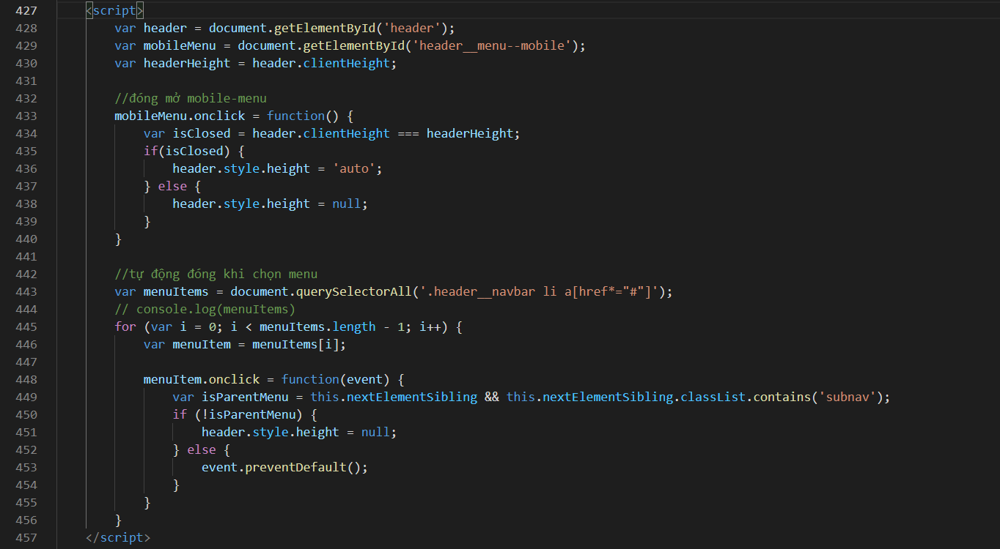 427 <script>
428 var header = document.getElementById('header');
429 var mobileMenu = document.getElementById('header__menu--mobile');
430 var headerHeight = header.clientHeight;
431
432 //đóng mở mobile-menu
433 mobileMenu.onclick = function() {
434 var isClosed = header.clientHeight === headerHeight;
435 if(isClosed) {
436 header.style.height = 'auto';
437 } else {
438 header.style.height = null;
439 }
440 }
441
442 //tự động đóng khi chọn menu
443 var menuItems = document.querySelectorAll('.header__navbar li a[href*="#"]');
444 // console.log(menuItems)
445 for (var i = 0; i < menuItems.length - 1; i++) {
446 var menuItem = menuItems[i];
447
448 menuItem.onclick = function(event) {
449 var isParentMenu = this.nextElementSibling && this.nextElementSibling.classList.contains('subnav');
450 if (!isParentMenu) {
451 header.style.height = null;
452 } else {
453 event.preventDefault();
454 }
455 }
456 }
457 </script>